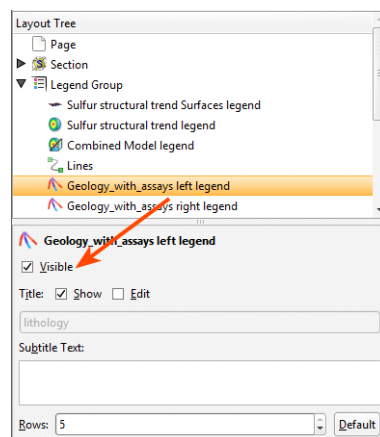 Layout Tree
Page
Section
Legend Group
Sulfur structural trend Surfaces legend
Sulfur structural trend legend
Combined Model legend
Lines
Geology_with_assays left legend
Geology_with_assays right legend
Geology_with_assays left legend
Visible
Title: Show Edit
lithology
Subtitle Text:
Rows: 5 Default